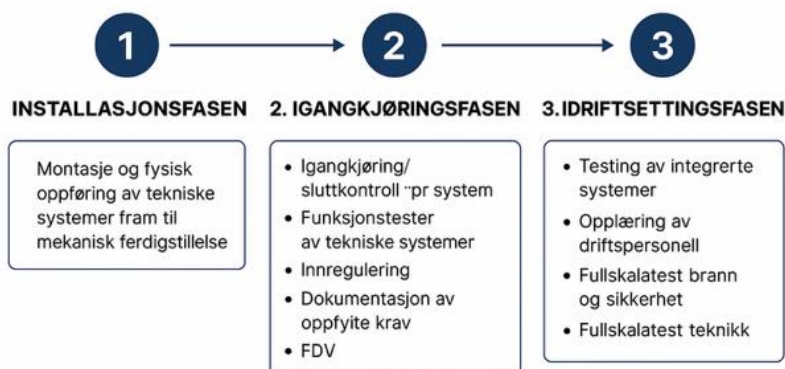 1
2
3
INSTALLASJONSFASEN
2. IGANGKJØRINGSFASEN
3. IDRIFTSETTINGSFASEN
Montasje og fysisk
oppføring av tekniske
systemer fram til
mekanisk ferdigstillelse
• Igangkjøring/
sluttkontroll ¨pr system
• Funksjonstester
av tekniske systemer
• Innregulering
• Dokumentasjon av
oppfyite krav
• FDV
• Testing av integrerte
systemer
• Opplæring av
driftspersonell
• Fullskalatest brann
og sikkerhet
• Fullskalatest teknikk